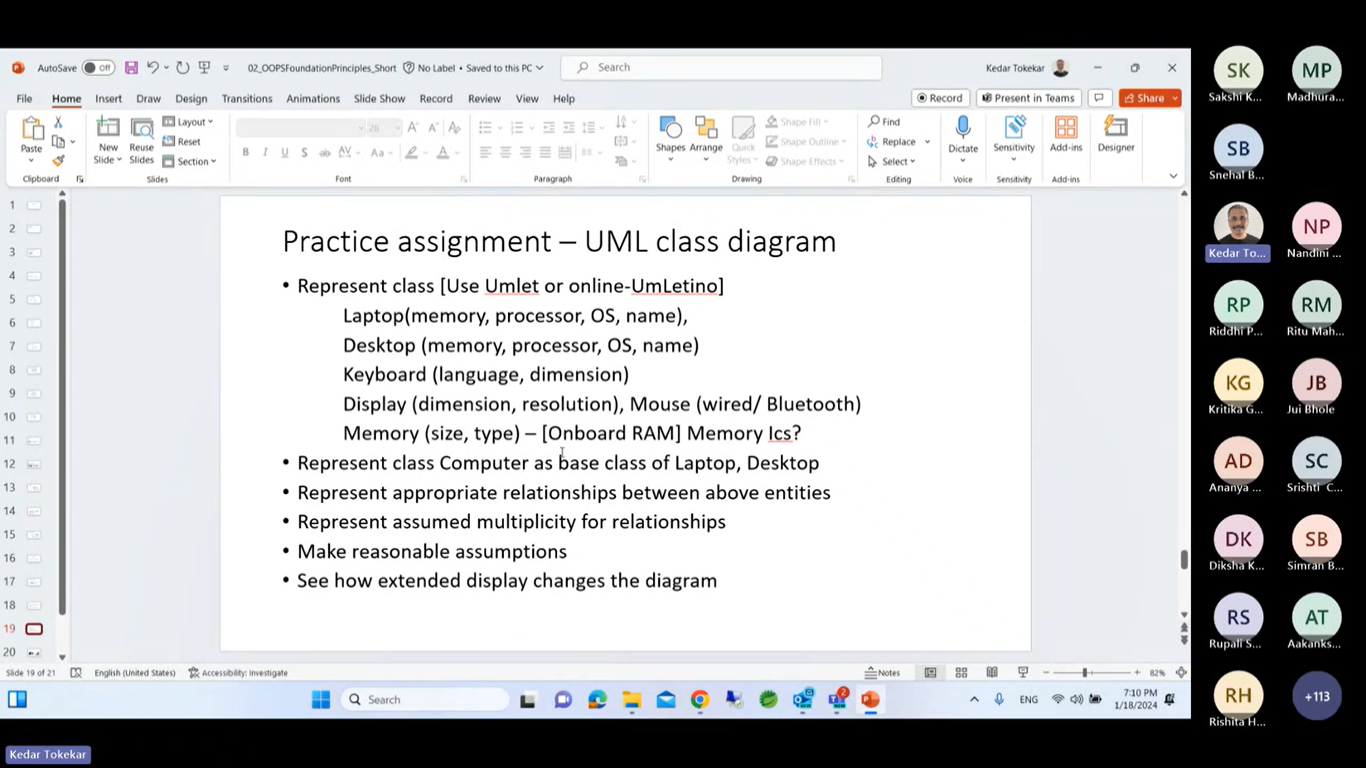 AutoSave Off 02_OOPSFoundationPrinciples_Short No Label • Saved to this PC Search Kedar Tokekar
File Home Insert Draw Design Transitions Animations Slide Show Record Review View Help Record Present in Teams Share
Paste New Slide Reuse Slides Layout Reset Section 28 Shapes Arrange Quick Styles Shape Fill Shape Outline Shape Effects Find Replace Select Dictate Sensitivity Add-ins Designer
Clipboard Slides Font Paragraph Drawing Editing Voice Sensitivity Add-ins
1
2
3
4
5
6
7
8
9
10
11
12
13
14
15
16
17
18
19
20
Practice assignment – UML class diagram
• Represent class [Use Umlet or online-UmLetino]
Laptop(memory, processor, OS, name),
Desktop (memory, processor, OS, name)
Keyboard (language, dimension)
Display (dimension, resolution), Mouse (wired/ Bluetooth)
Memory (size, type) – [Onboard RAM] Memory Ics?
• Represent class Computer as base class of Laptop, Desktop
• Represent appropriate relationships between above entities
• Represent assumed multiplicity for relationships
• Make reasonable assumptions
• See how extended display changes the diagram
Slide 19 of 21 English (United States) Accessibility: Investigate Notes 82%
Search 2 ENG 7:10 PM
1/18/2024
Kedar Tokekar
SK MP
Sakshi K... Madhura...
SB
Snehal B...
NP
Kedar To... Nandini ...
RP RM
Riddhi P... Ritu Mah...
KG JB
Kritika G... Jui Bhole
AD SC
Ananya ... Srishti C...
DK SB
Diksha K... Simran B...
RS AT
Rupali S... Aakanks...
RH +113
Rishita H...